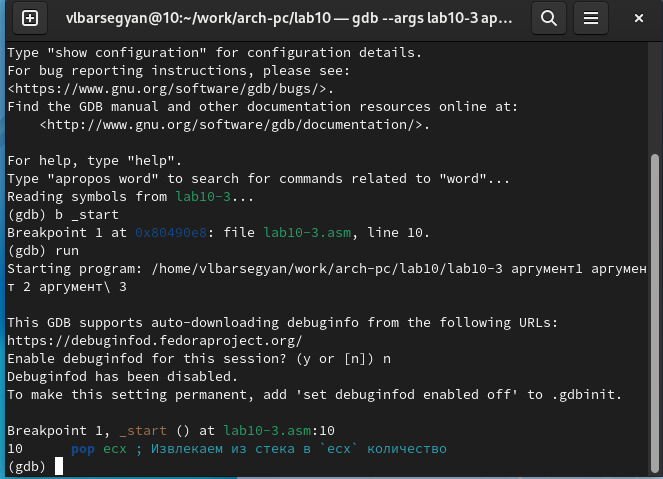 vlbarsegyan@10:~/work/arch-pc/lab10 — gdb --args lab10-3 ар…
Type "show configuration" for configuration details.
For bug reporting instructions, please see:
<https://www.gnu.org/software/gdb/bugs/>.
Find the GDB manual and other documentation resources online at:
    <http://www.gnu.org/software/gdb/documentation/>.

For help, type "help".
Type "apropos word" to search for commands related to "word"...
Reading symbols from lab10-3...
(gdb) b _start
Breakpoint 1 at 0x80490e8: file lab10-3.asm, line 10.
(gdb) run
Starting program: /home/vlbarsegyan/work/arch-pc/lab10/lab10-3 аргумент1 аргумен
т 2 аргумент\ 3

This GDB supports auto-downloading debuginfo from the following URLs:
https://debuginfod.fedoraproject.org/
Enable debuginfod for this session? (y or [n]) n
Debuginfod has been disabled.
To make this setting permanent, add 'set debuginfod enabled off' to .gdbinit.

Breakpoint 1, _start () at lab10-3.asm:10
10      pop ecx ; Извлекаем из стека в `ecx` количество
(gdb)